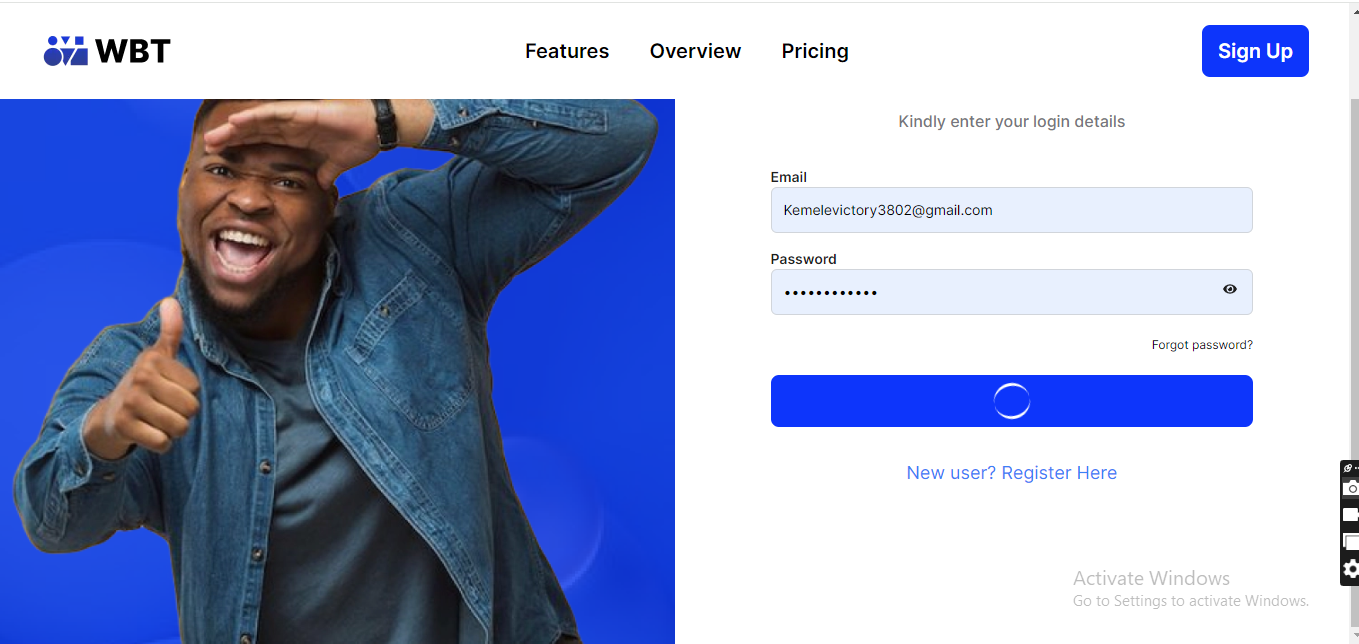 WBT
Features
Overview
Pricing
Sign Up
Kindly enter your login details
Email
Kemelevictory3802@gmail.com
Password
••••••••••••
Forgot password?
New user? Register Here
Activate Windows
Go to Settings to activate Windows.